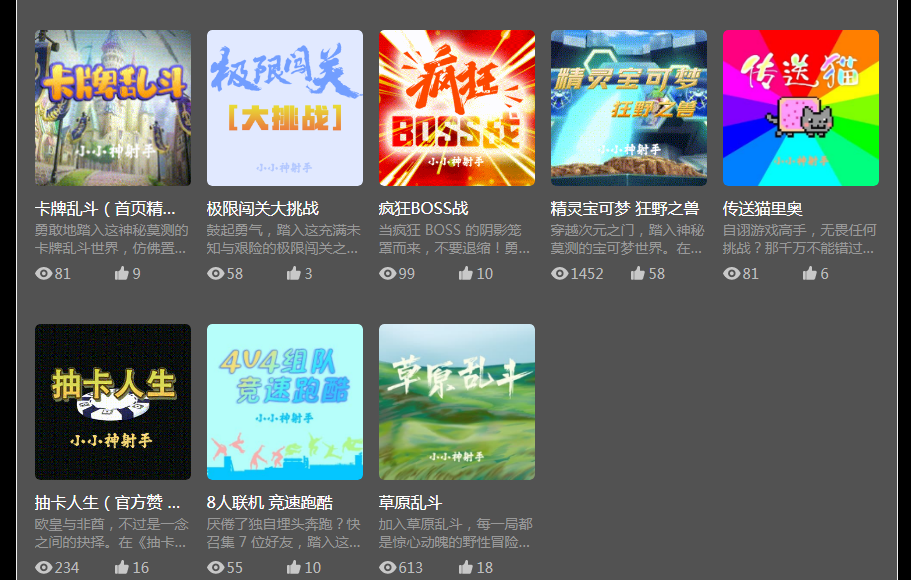 卡牌乱斗
小小神射手
极限闯关
[大挑战]
小小神射手
疯狂
BOSS战
小小神射手
精灵宝可梦
狂野之兽
小小神射手
传送猫
小小神射手
卡牌乱斗（首页精...
勇敢地踏入这神秘莫测的
卡牌乱斗世界，仿佛置...
81 9
极限闯关大挑战
鼓起勇气，踏入这充满未
知与艰险的极限闯关之...
58 3
疯狂BOSS战
当疯狂 BOSS 的阴影笼
罩而来，不要退缩！勇...
99 10
精灵宝可梦 狂野之兽
穿越次元之门，踏入神秘
莫测的宝可梦世界。在...
1452 58
传送猫里奥
自诩游戏高手，无畏任何
挑战？那千万不能错过...
81 6
抽卡人生
小小神射手
4V4组队
竞速跑酷
小小神射手
草原乱斗
小小神射手
抽卡人生（官方赞 ...
欧皇与非酋，不过是一念
之间的抉择。在《抽卡...
234 16
8人联机 竞速跑酷
厌倦了独自埋头奔跑？快
召集 7 位好友，踏入这...
55 10
草原乱斗
加入草原乱斗，每一局都
是惊心动魄的野性冒险...
613 18